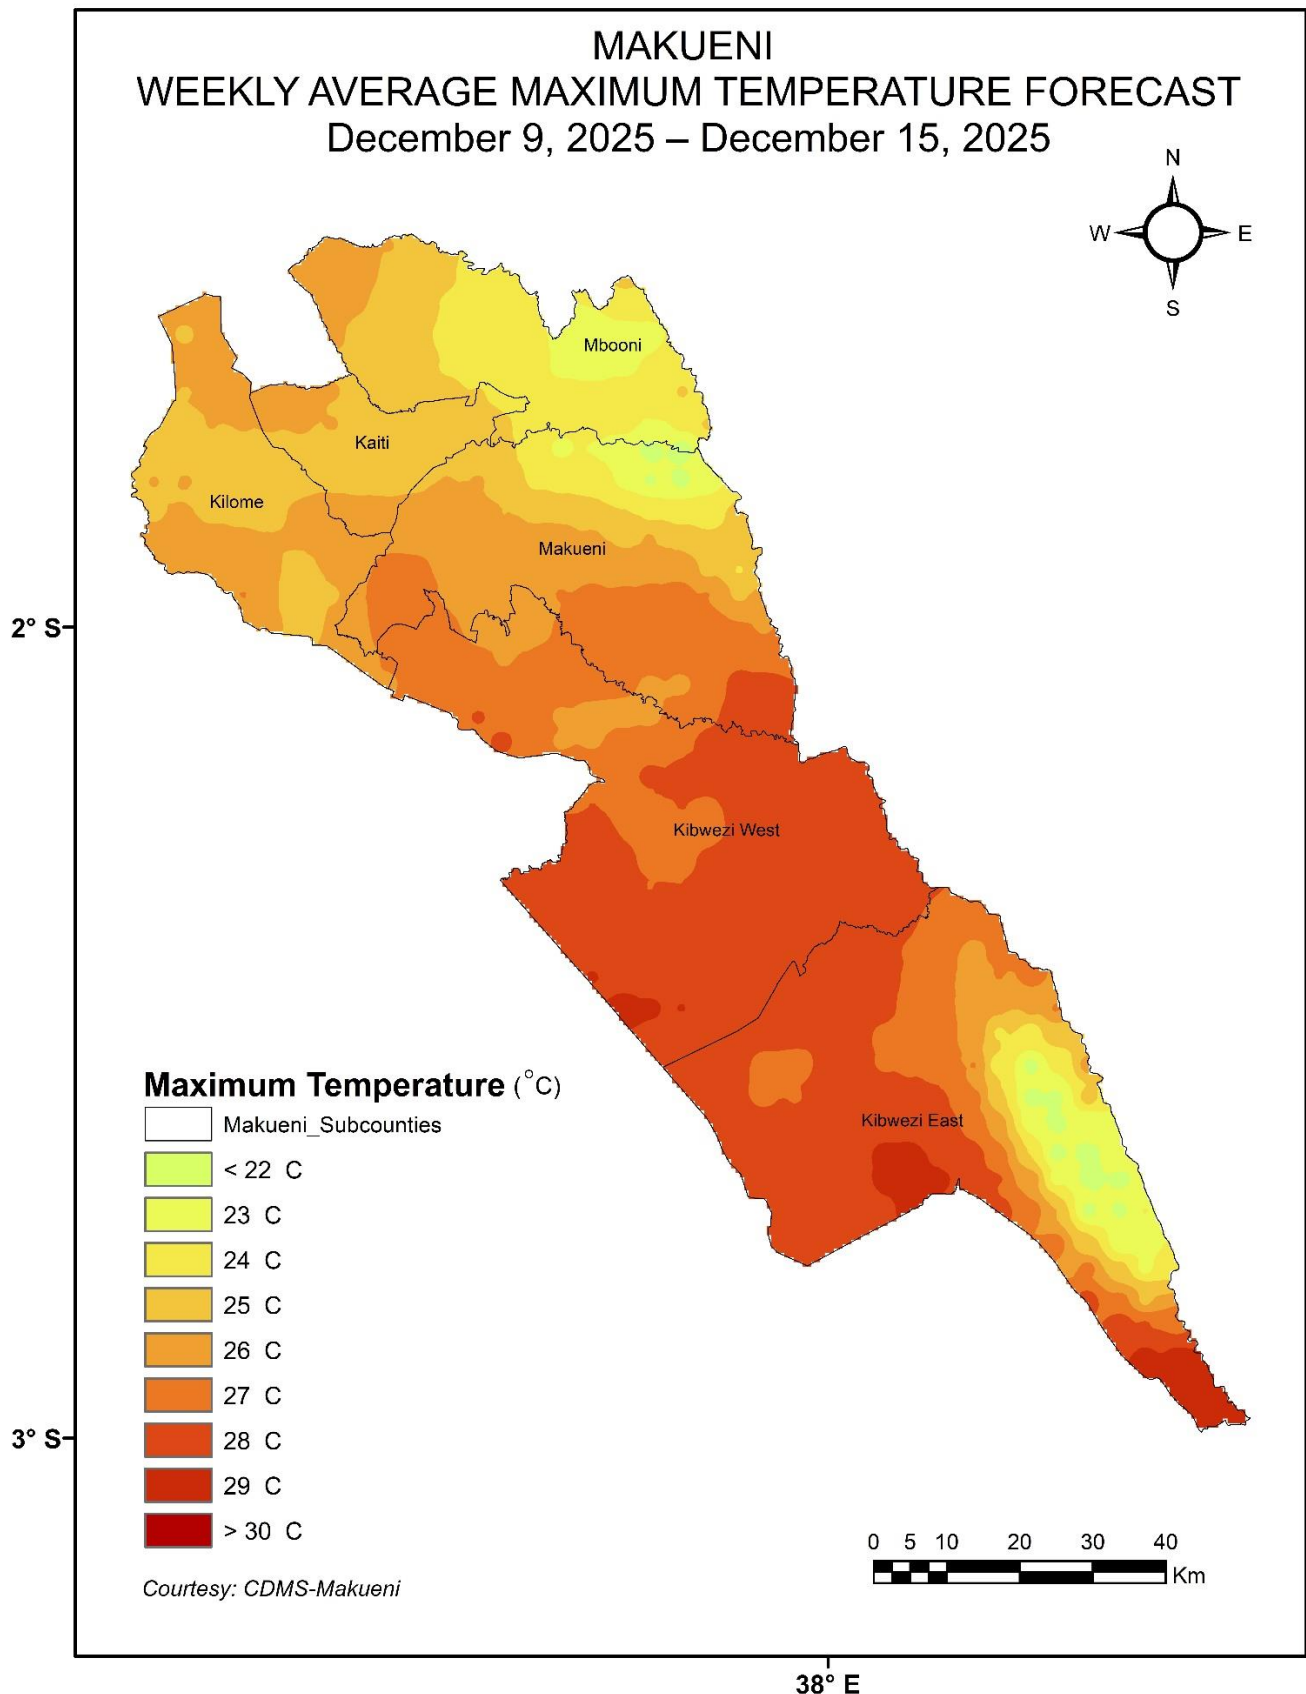 MAKUENI
WEEKLY AVERAGE MAXIMUM TEMPERATURE FORECAST
December 9, 2025 – December 15, 2025
N
W
E
S
Mbooni
Kaiti
Kilome
Makueni
2° S
Kibwezi West
Kibwezi East
Maximum Temperature (°C)
Makueni_Subcounties
< 22 C
23 C
24 C
25 C
26 C
27 C
28 C
29 C
> 30 C
3° S
Courtesy: CDMS-Makueni
0 5 10 20 30 40
Km
38° E